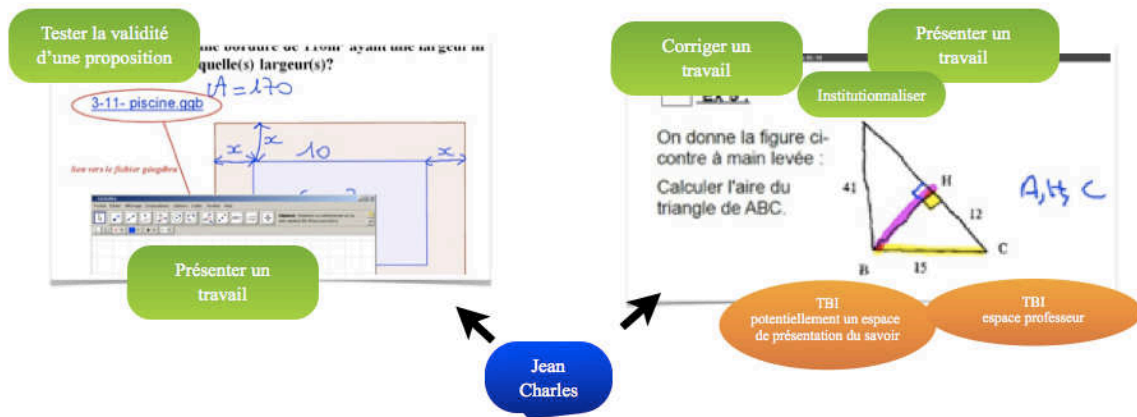 Tester la validité
d'une proposition
bordure de 110m² ayant une largeur
quelle(s) largeur(s)?
A = 170
3-11- piscine.ggb
x
x
10
x
Présenter un
travail
Corriger un
travail
Présenter un
travail
Institutionnaliser
On donne la figure ci-
contre à main levée :
Calculer l'aire du
triangle de ABC.
41
H
12
B
15
C
A, H, C
TBI
potentiellement un espace
de présentation du savoir
TBI
espace professeur
Jean
Charles